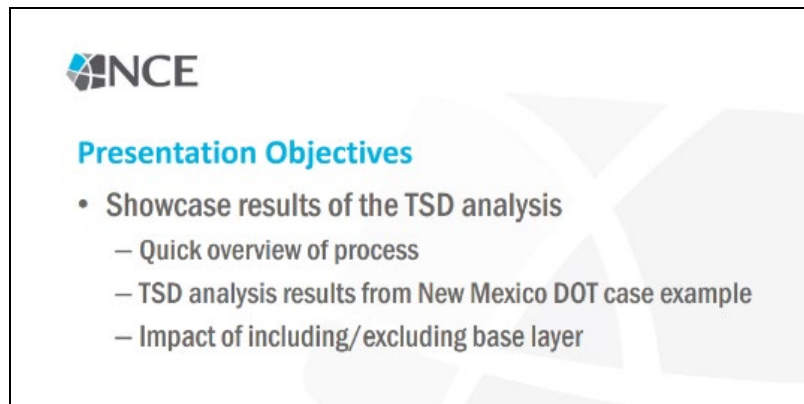 NCE
Presentation Objectives
• Showcase results of the TSD analysis
– Quick overview of process
– TSD analysis results from New Mexico DOT case example
– Impact of including/excluding base layer